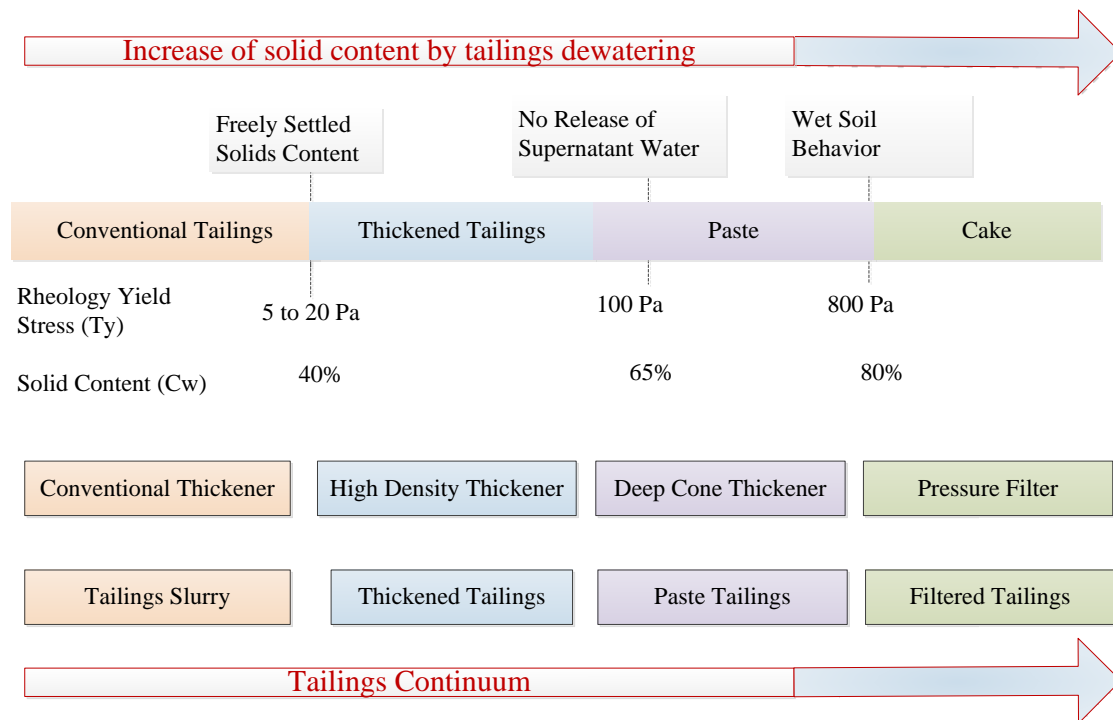 Increase of solid content by tailings dewatering
Freely Settled
Solids Content
No Release of
Supernatant Water
Wet Soil
Behavior
Conventional Tailings
Thickened Tailings
Paste
Cake
Rheology Yield
Stress (Ty)
5 to 20 Pa
100 Pa
800 Pa
Solid Content (Cw)
40%
65%
80%
Conventional Thickener
High Density Thickener
Deep Cone Thickener
Pressure Filter
Tailings Slurry
Thickened Tailings
Paste Tailings
Filtered Tailings
Tailings Continuum